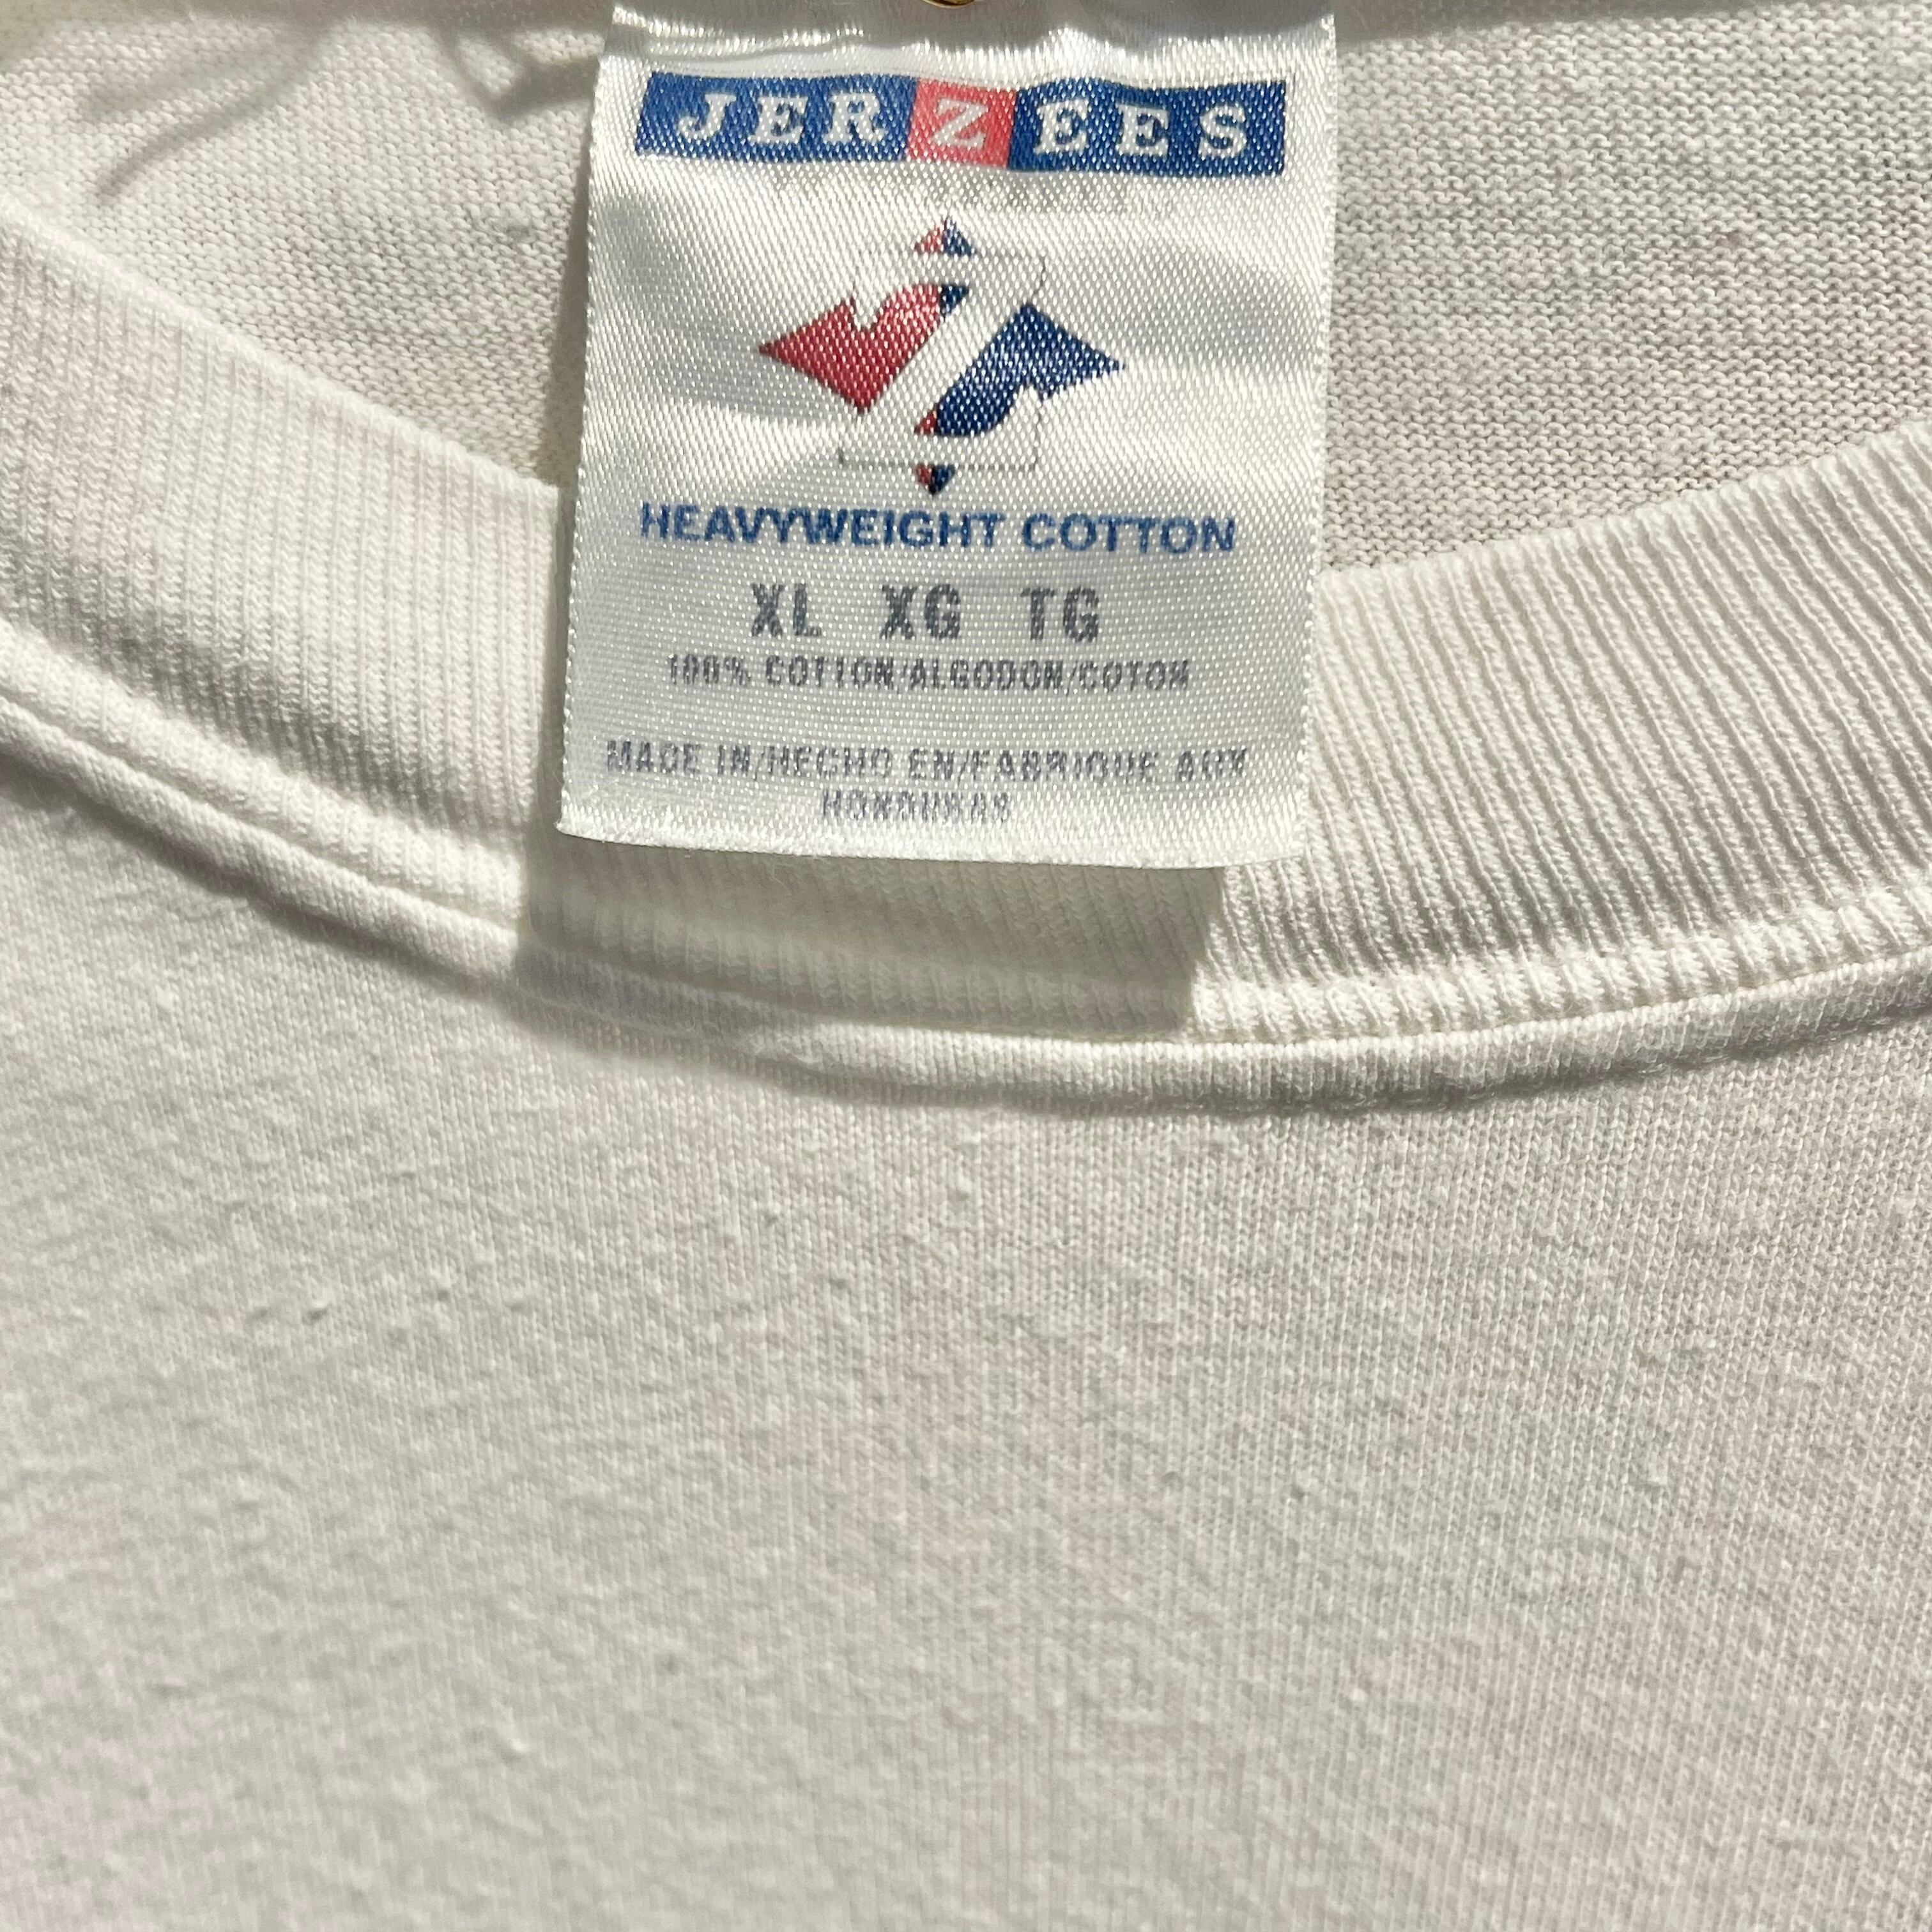 JERZEES
HEAVYWEIGHT COTTON
XL XG TG
100% COTTON/ALGODON/COTON
MADE IN/HECHO EN/FABRIQUE AUX
HONDURAS